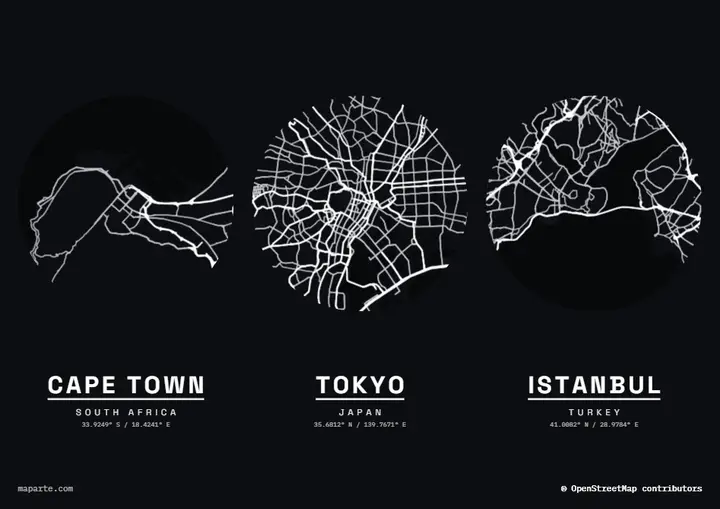 CAPE TOWN
SOUTH AFRICA
33.9249° S / 18.4241° E
TOKYO
JAPAN
35.6812° N / 139.7671° E
ISTANBUL
TURKEY
41.0082° N / 28.9784° E
maparte.com
© OpenStreetMap contributors